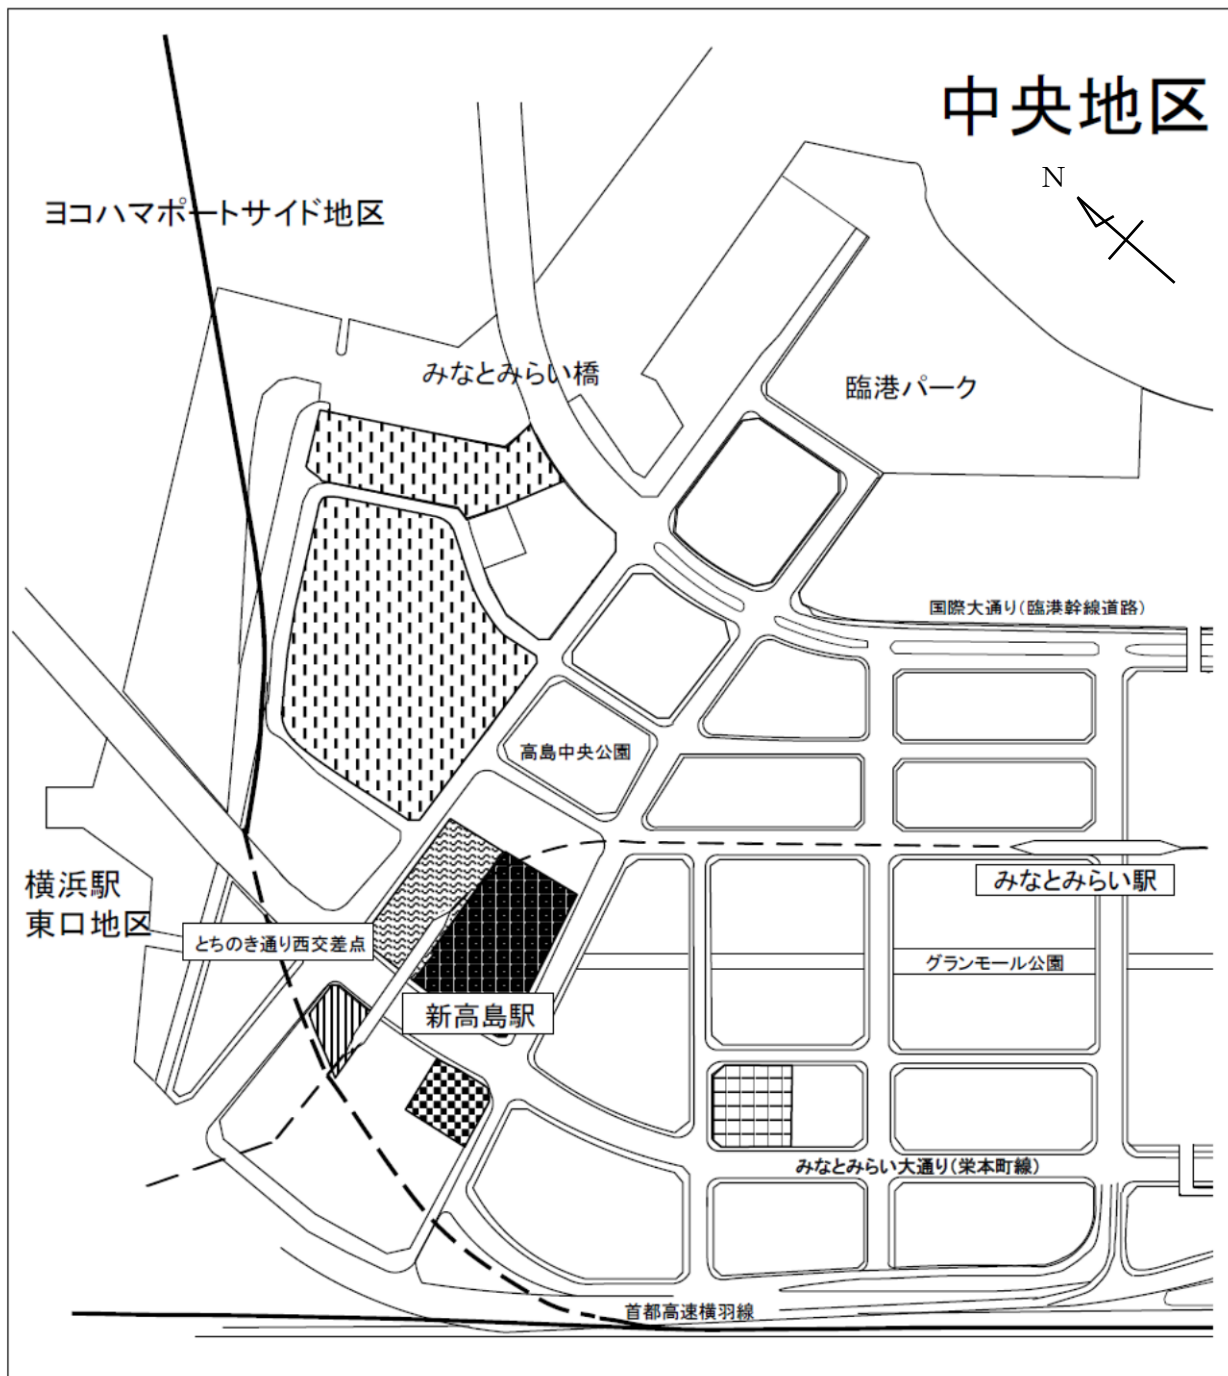 中央地区
N
ヨコハマポートサイド地区
みなとみらい橋
臨港パーク
国際大通り(臨港幹線道路)
高島中央公園
みなとみらい駅
横浜駅
東口地区
とちのき通り西交差点
グランモール公園
新高島駅
みなとみらい大通り(栄本町線)
首都高速横羽線